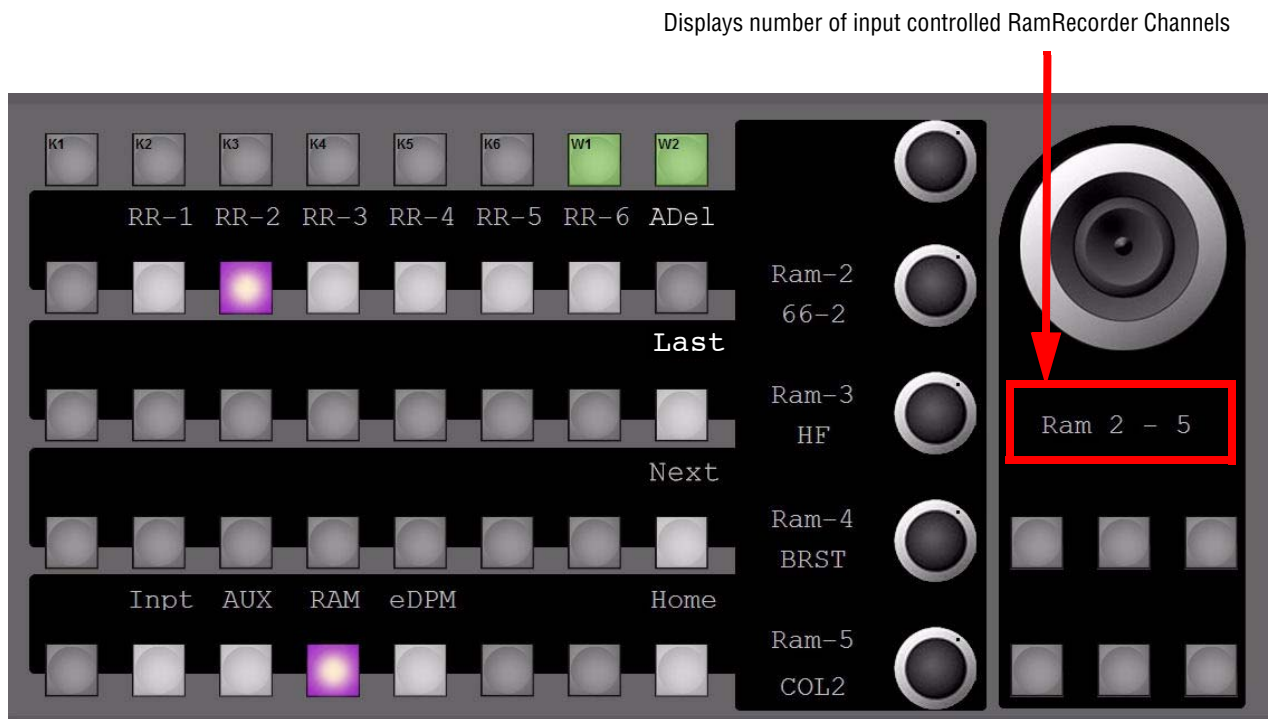 Displays number of input controlled RamRecorder Channels
K1 K2 K3 K4 K5 K6 W1 W2
RR-1 RR-2 RR-3 RR-4 RR-5 RR-6 ADel
Ram-2
66-2
Last
Ram-3
HF
Ram 2 - 5
Next
Ram-4
BRST
Inpt AUX RAM eDPM Home
Ram-5
COL2